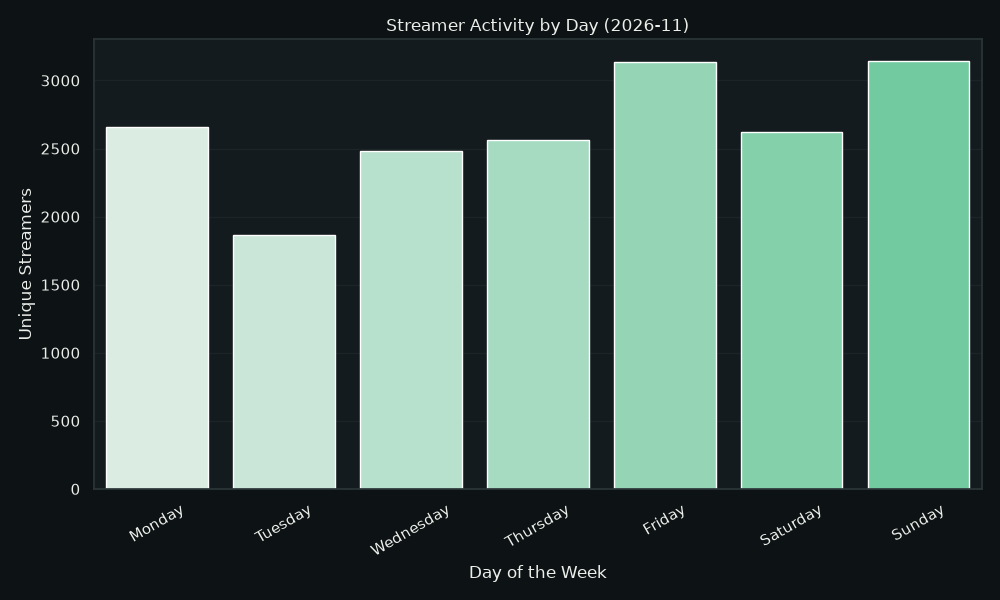 Streamer Activity by Day (2026-11)
Unique Streamers
3000
2500
2000
1500
1000
500
0
Monday
Tuesday
Wednesday
Thursday
Friday
Saturday
Sunday
Day of the Week